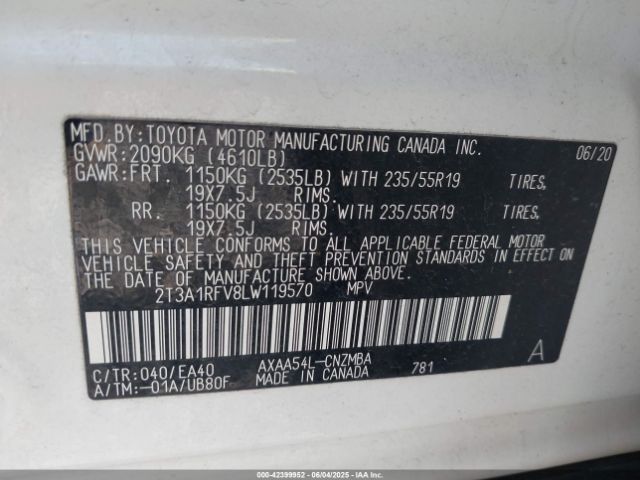 MFD. BY: TOYOTA MOTOR MANUFACTURING CANADA INC. 06/20
GVWR: 2090KG (4610LB)
GAWR: FRT. 1150KG (2535LB) WITH 235/55R19 TIRES,
19X7.5J RIMS.
RR. 1150KG (2535LB) WITH 235/55R19 TIRES,
19X7.5J RIMS.
THIS VEHICLE CONFORMS TO ALL APPLICABLE FEDERAL MOTOR
VEHICLE SAFETY AND THEFT PREVENTION STANDARDS IN EFFECT ON
THE DATE OF MANUFACTURE SHOWN ABOVE.
2T3A1RFV8LW119570 MPV
C/TR: 040/EA40 AXAA54L-CNZMBA A
A/TM: -01A/UB80F MADE IN CANADA 781
000-42399952 | 06/04/2025 | IAAI.COM